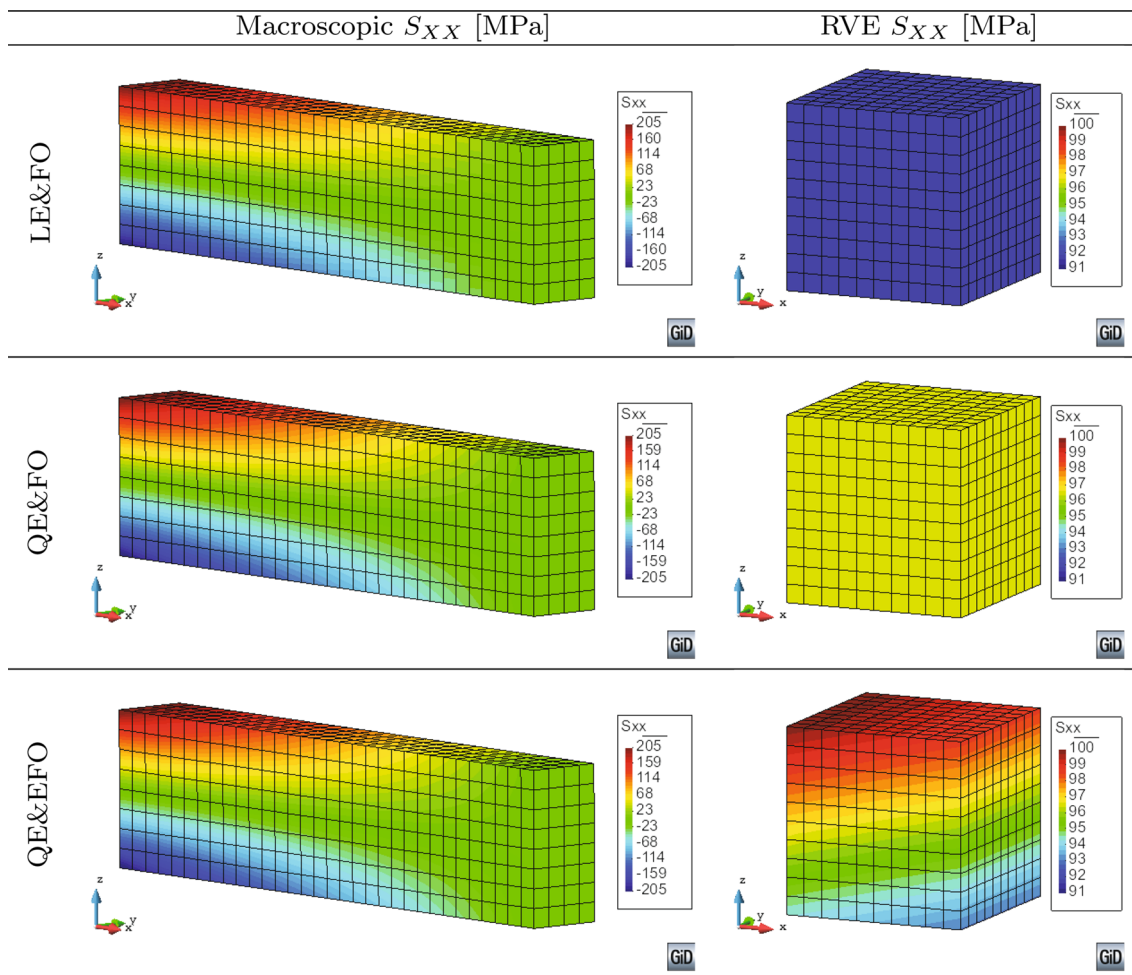 Macroscopic SXX [MPa] RVE SXX [MPa]
LE&FO
Sxx
205
160
114
68
23
-23
-68
-114
-160
-205
z
y
x
GiD
Sxx
100
99
98
97
96
95
94
93
92
91
z
y
x
GiD
QE&FO
Sxx
205
159
114
68
23
-23
-68
-114
-159
-205
z
y
x
GiD
Sxx
100
99
98
97
96
95
94
93
92
91
z
y
x
GiD
QE&EFO
Sxx
205
159
114
68
23
-23
-68
-114
-159
-205
z
y
x
GiD
Sxx
100
99
98
97
96
95
94
93
92
91
z
y
x
GiD